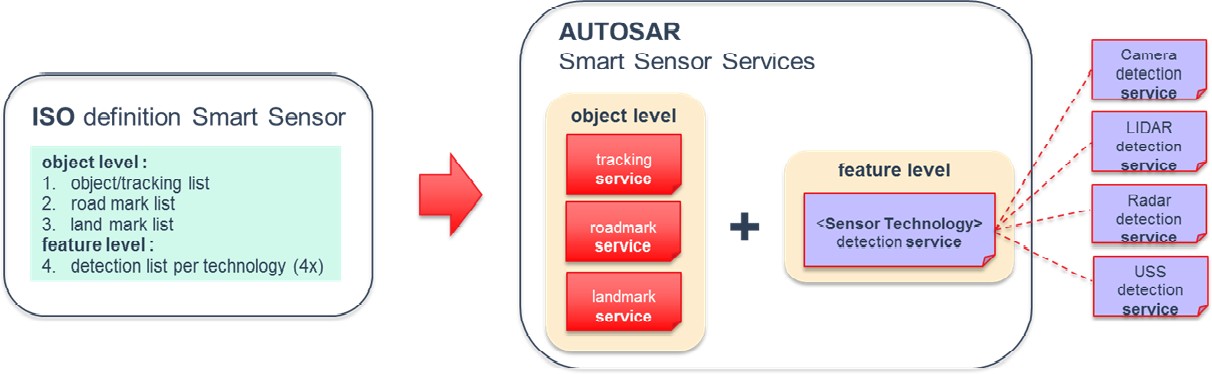 ISO definition Smart Sensor
object level :
1. object/tracking list
2. road mark list
3. land mark list
feature level :
4. detection list per technology (4x)
AUTOSAR
Smart Sensor Services
object level
tracking
service
roadmark
service
landmark
service
+
feature level
<Sensor Technology>
detection service
Camera
detection
service
LIDAR
detection
service
Radar
detection
service
USS
detection
service